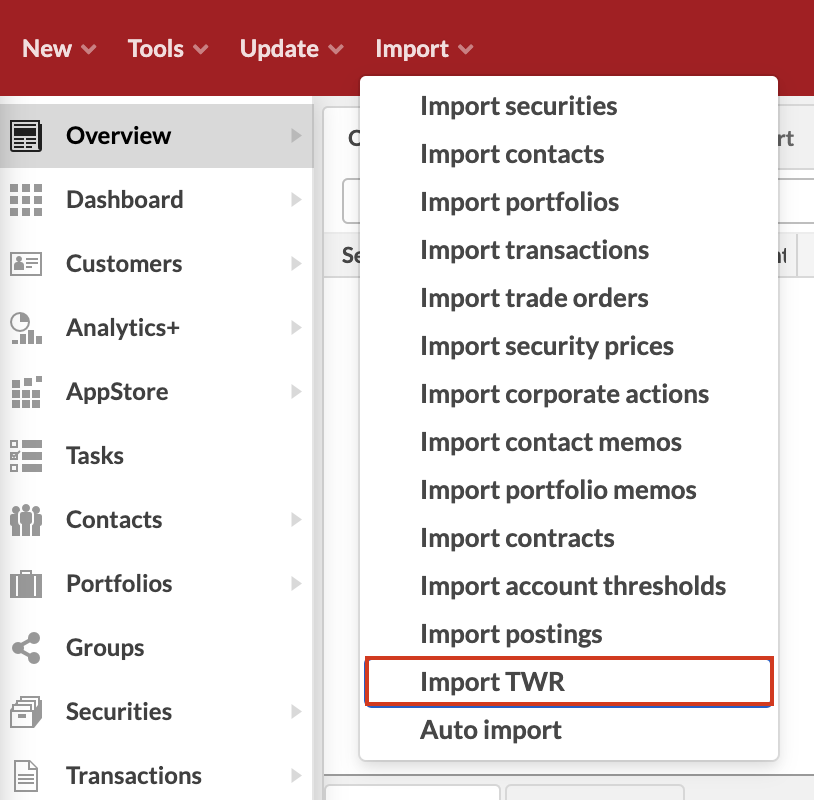 New Tools Update Import
Import securities
Import contacts
Import portfolios
Import transactions
Import trade orders
Import security prices
Import corporate actions
Import contact memos
Import portfolio memos
Import contracts
Import account thresholds
Import postings
Import TWR
Auto import
Overview
Dashboard
Customers
Analytics+
AppStore
Tasks
Contacts
Portfolios
Groups
Securities
Transactions